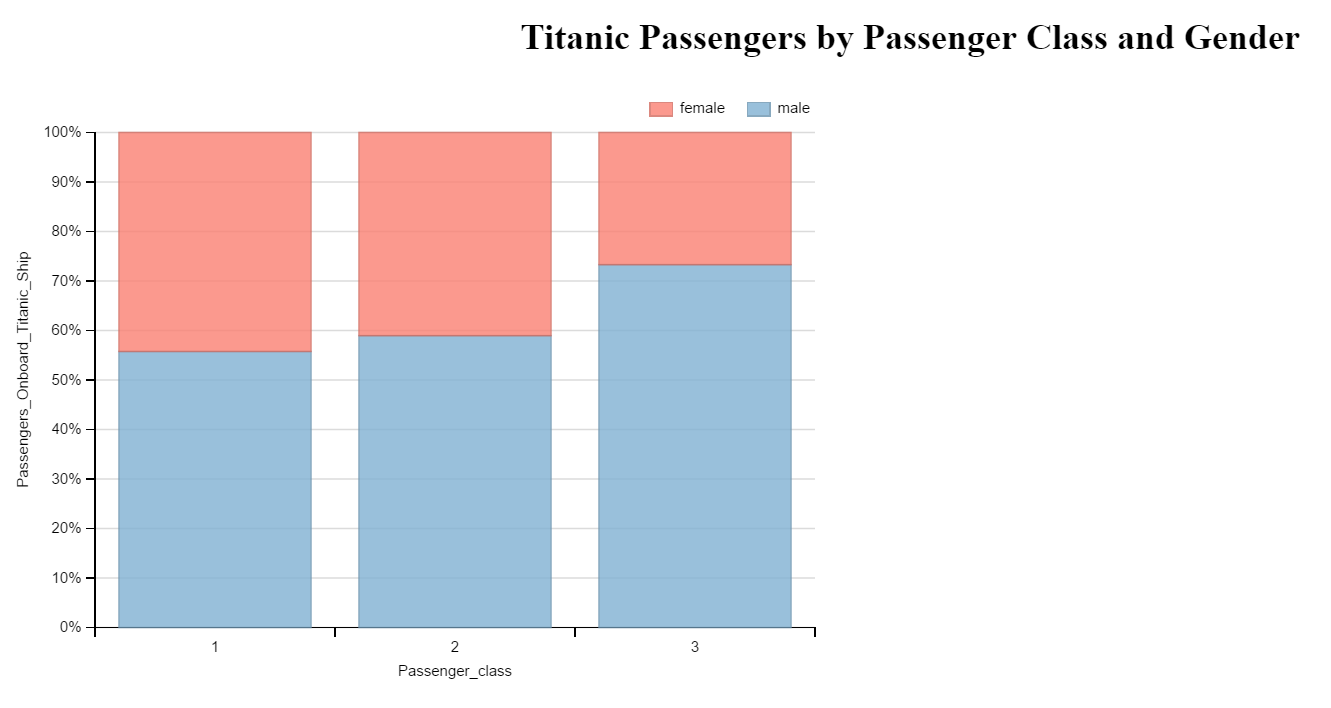 Titanic Passengers by Passenger Class and Gender
female
male
100%
90%
80%
70%
60%
50%
40%
30%
20%
10%
0%
Passengers_Onboard_Titanic_Ship
1
2
3
Passenger_class